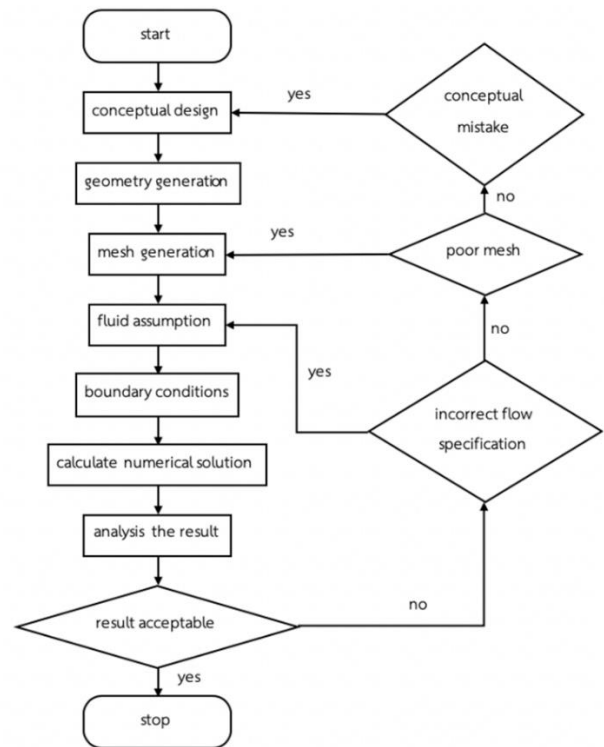 start
conceptual design
geometry generation
mesh generation
fluid assumption
boundary conditions
calculate numerical solution
analysis the result
result acceptable
yes
stop
no
incorrect flow
specification
yes
no
poor mesh
yes
no
conceptual
mistake
yes